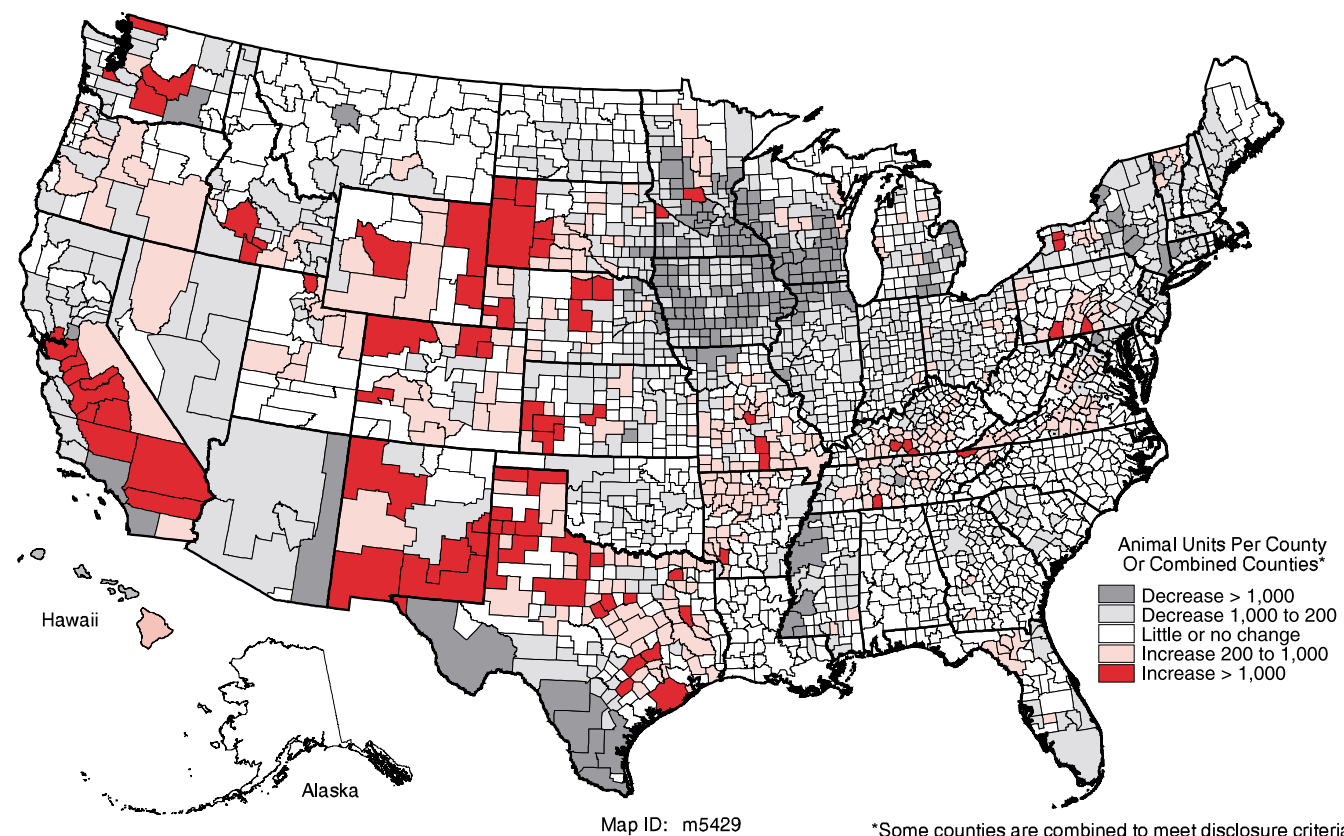 Animal Units Per County
Or Combined Counties*
Decrease > 1,000
Decrease 1,000 to 200
Little or no change
Increase 200 to 1,000
Increase > 1,000
Hawaii
Alaska
Map ID: m5429
*Some counties are combined to meet disclosure criteria